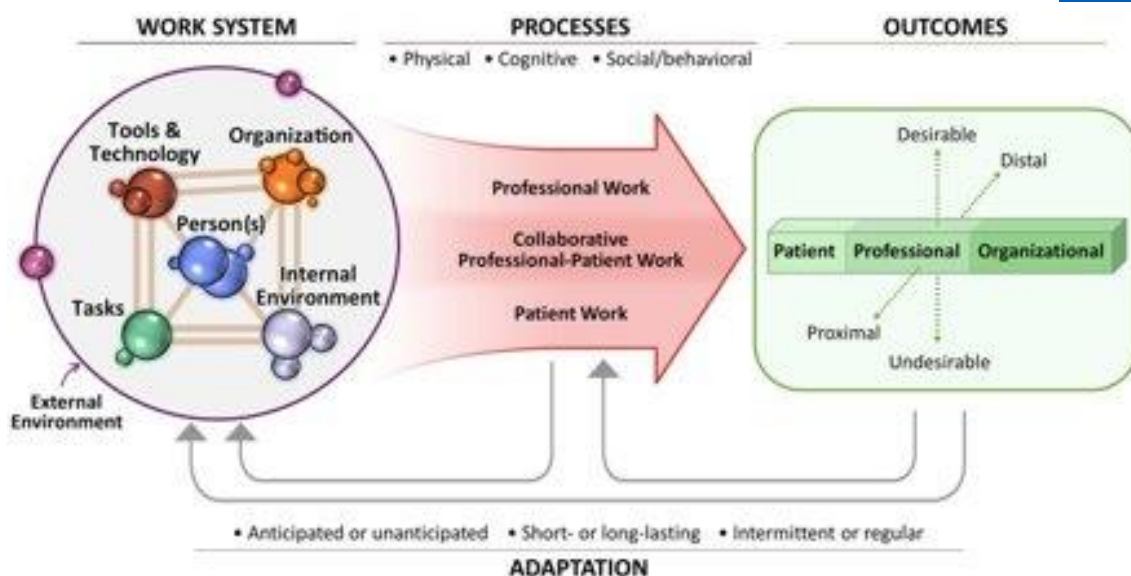 WORK SYSTEM
PROCESSES
OUTCOMES
• Physical • Cognitive • Social/behavioral
Tools &
Technology
Organization
Person(s)
Internal
Environment
Tasks
External
Environment
Professional Work
Collaborative
Professional-Patient Work
Patient Work
Desirable
Distal
Patient
Professional
Organizational
Proximal
Undesirable
• Anticipated or unanticipated • Short- or long-lasting • Intermittent or regular
ADAPTATION